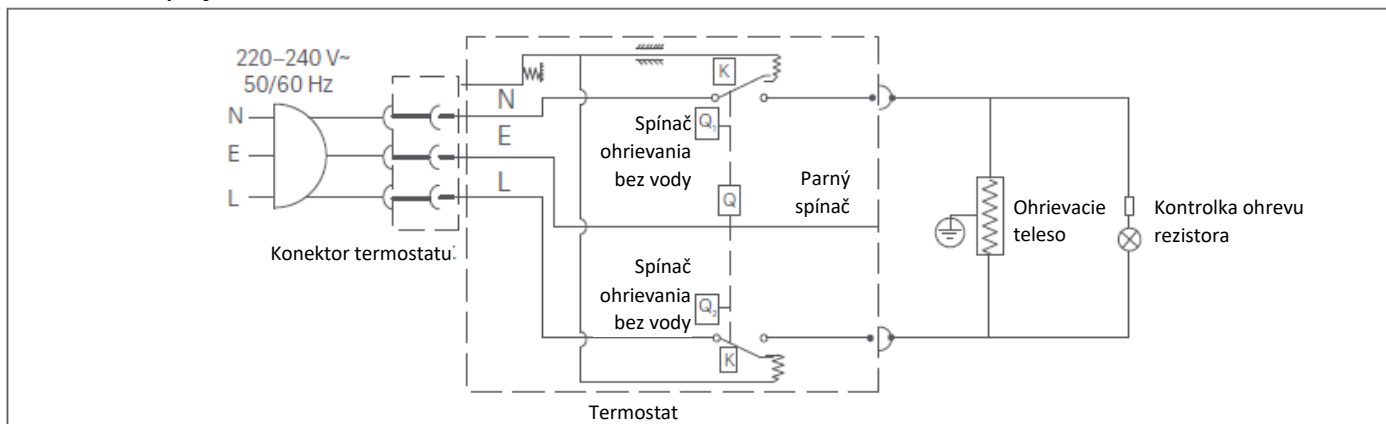 220–240 V~
50/60 Hz
N
E
L
Konektor termostatu
N
E
L
K
Spínač
ohrievania
bez vody
Q₁
Q
Parný
spínač
Spínač
ohrievania
bez vody
Q₂
K
Termostat
Ohrievacie
teleso
Kontrolka ohrevu
rezistora